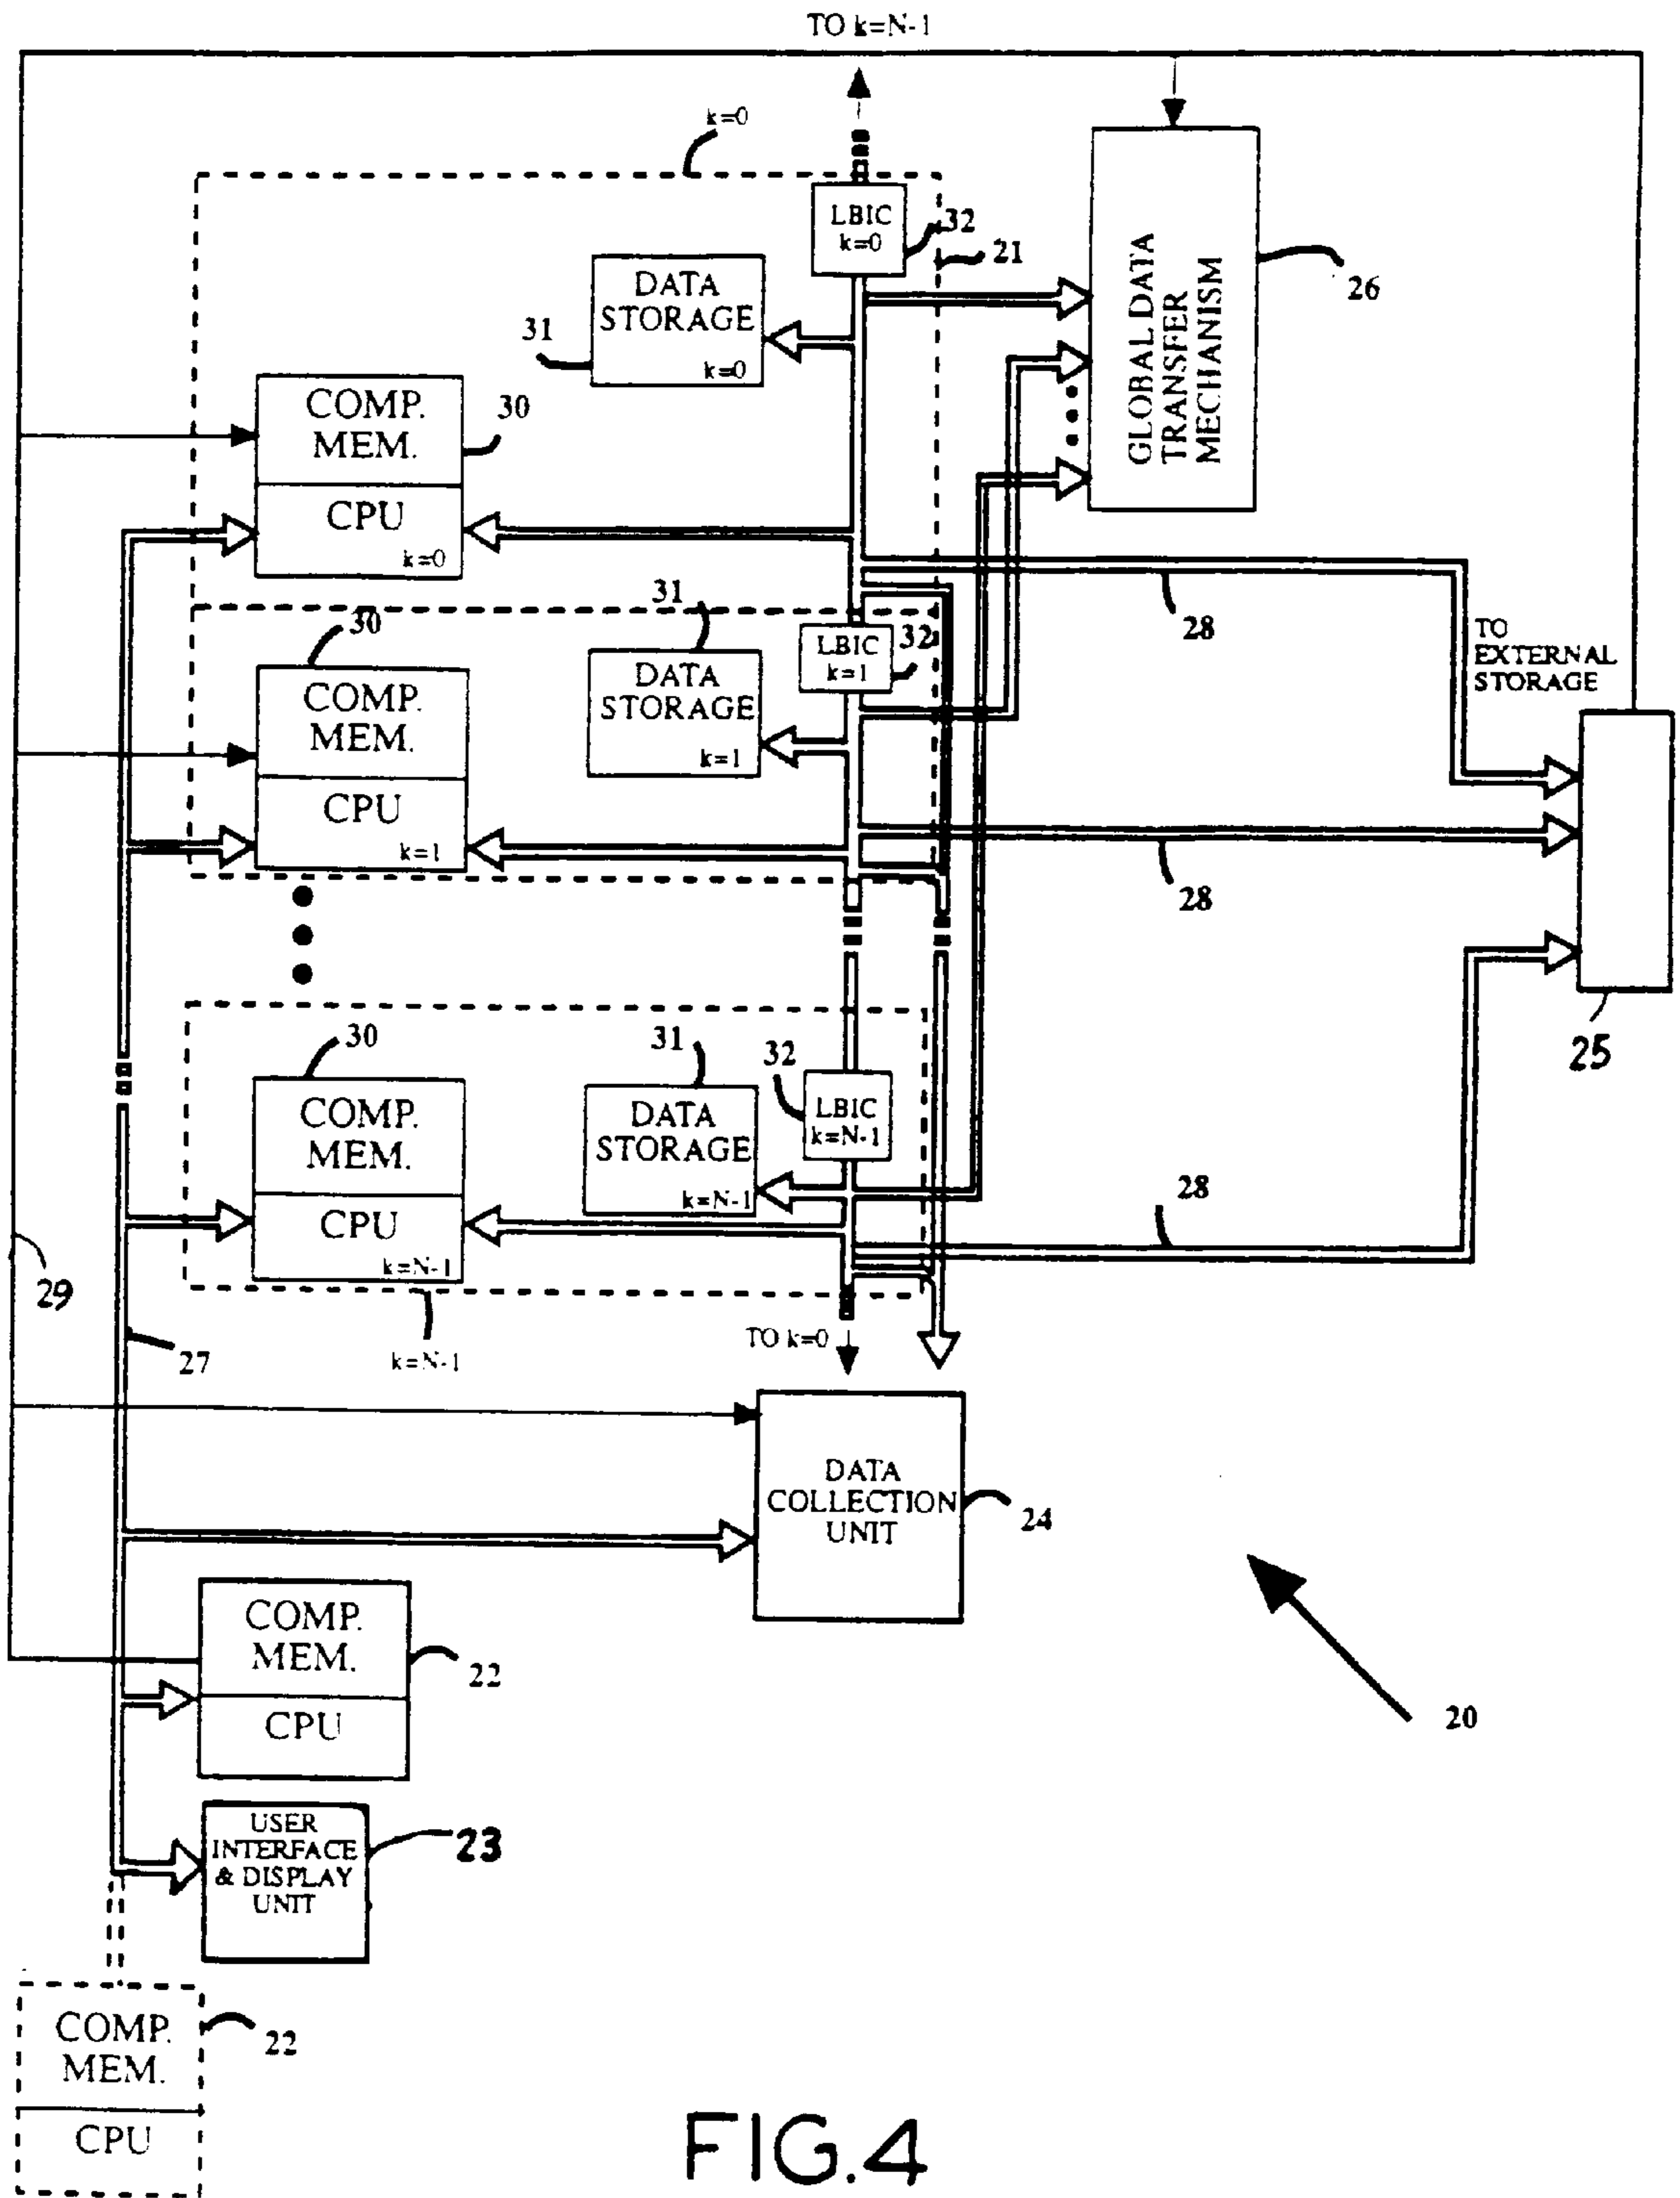 TO k=N-1
k=0
LBIC
k=0
32
21
DATA
STORAGE
k=0
31
GLOBAL DATA
TRANSFER
MECHANISM
26
COMP.
MEM.
30
CPU
k=0
28
31
30
LBIC
k=1
32
TO
EXTERNAL
STORAGE
COMP.
MEM.
DATA
STORAGE
k=1
CPU
k=1
28
25
30
31
32
COMP.
MEM.
DATA
STORAGE
k=N-1
LBIC
k=N-1
CPU
k=N-1
28
29
27
k=N-1
TO k=0
DATA
COLLECTION
UNIT
24
COMP.
MEM.
22
CPU
20
USER
INTERFACE
& DISPLAY
UNIT
23
COMP.
MEM.
22
CPU
FIG.4